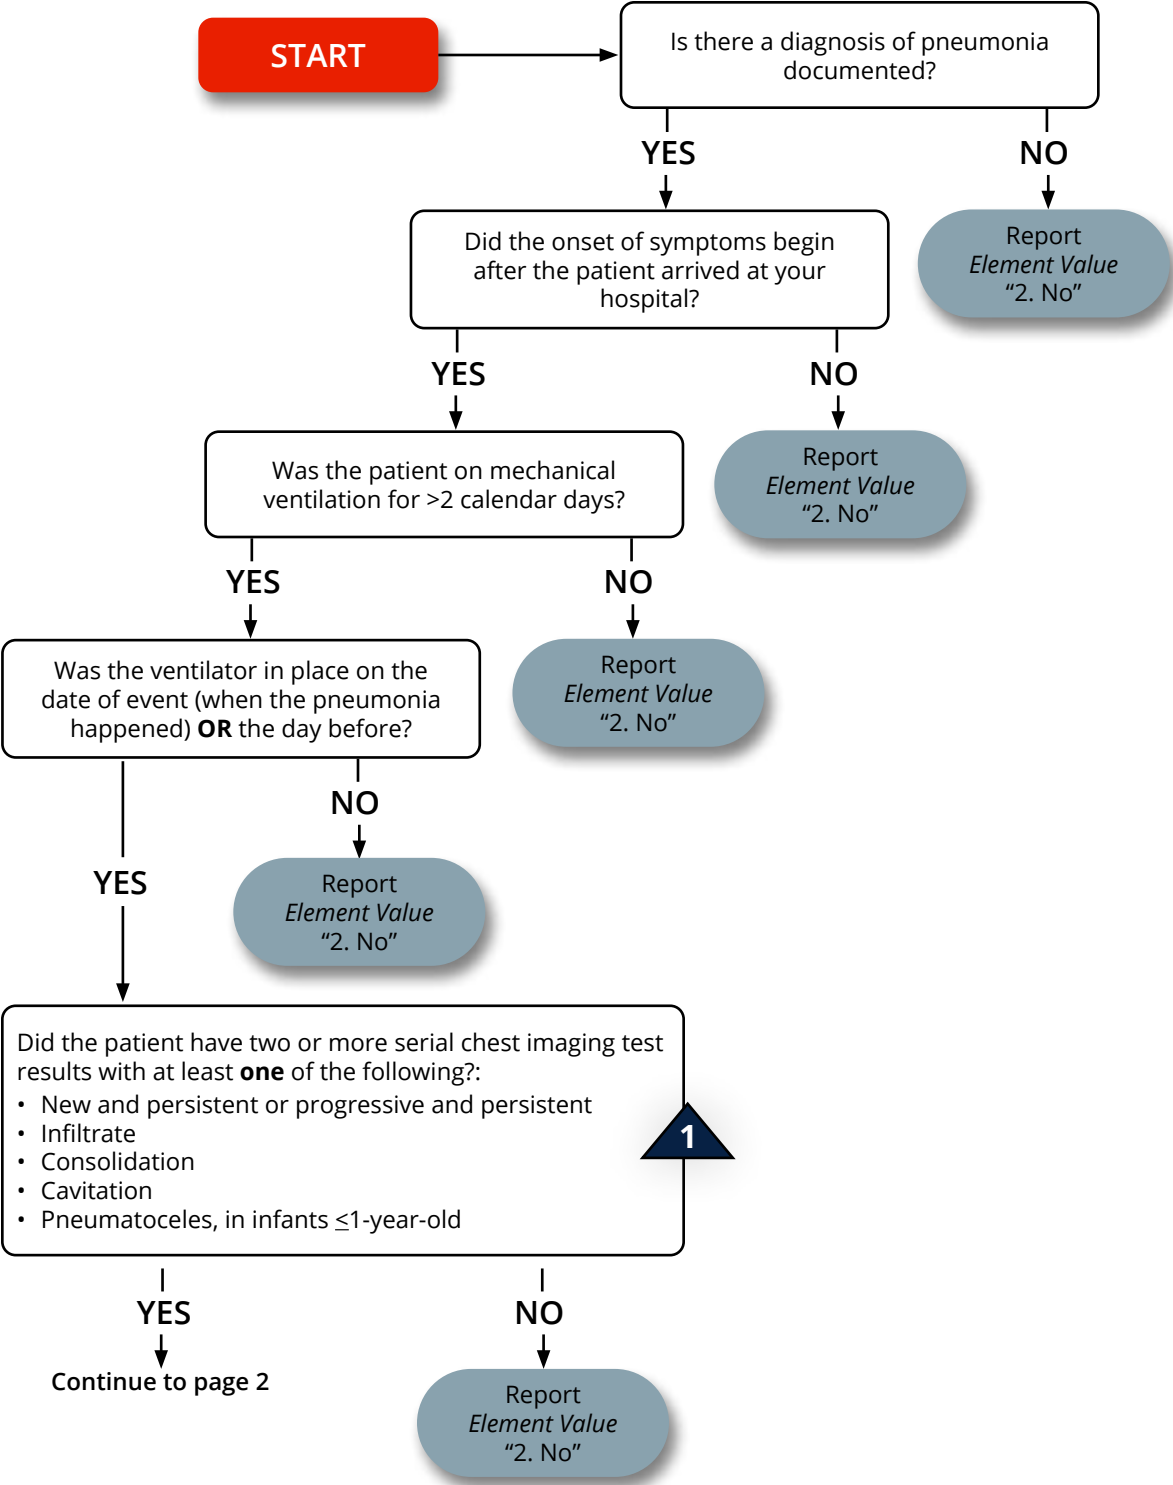 START
Is there a diagnosis of pneumonia
documented?
YES
NO
Did the onset of symptoms begin
after the patient arrived at your
hospital?
Report
Element Value
“2. No”
YES
NO
Was the patient on mechanical
ventilation for >2 calendar days?
Report
Element Value
“2. No”
YES
NO
Was the ventilator in place on the
date of event (when the pneumonia
happened) OR the day before?
Report
Element Value
“2. No”
NO
YES
Report
Element Value
“2. No”
Did the patient have two or more serial chest imaging test
results with at least one of the following?:
• New and persistent or progressive and persistent
• Infiltrate
• Consolidation
• Cavitation
• Pneumatoceles, in infants ≤1-year-old
1
YES
NO
Continue to page 2
Report
Element Value
“2. No”